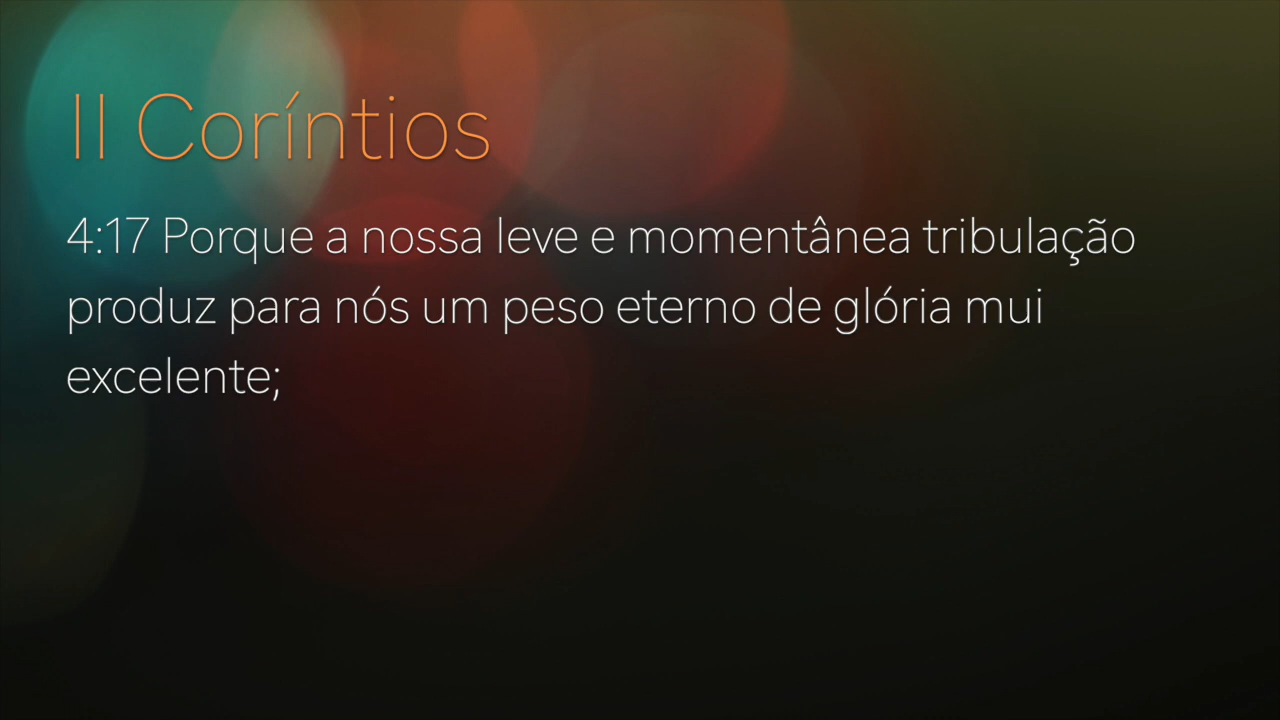 II Coríntios
4:17 Porque a nossa leve e momentânea tribulação
produz para nós um peso eterno de glória mui
excelente;